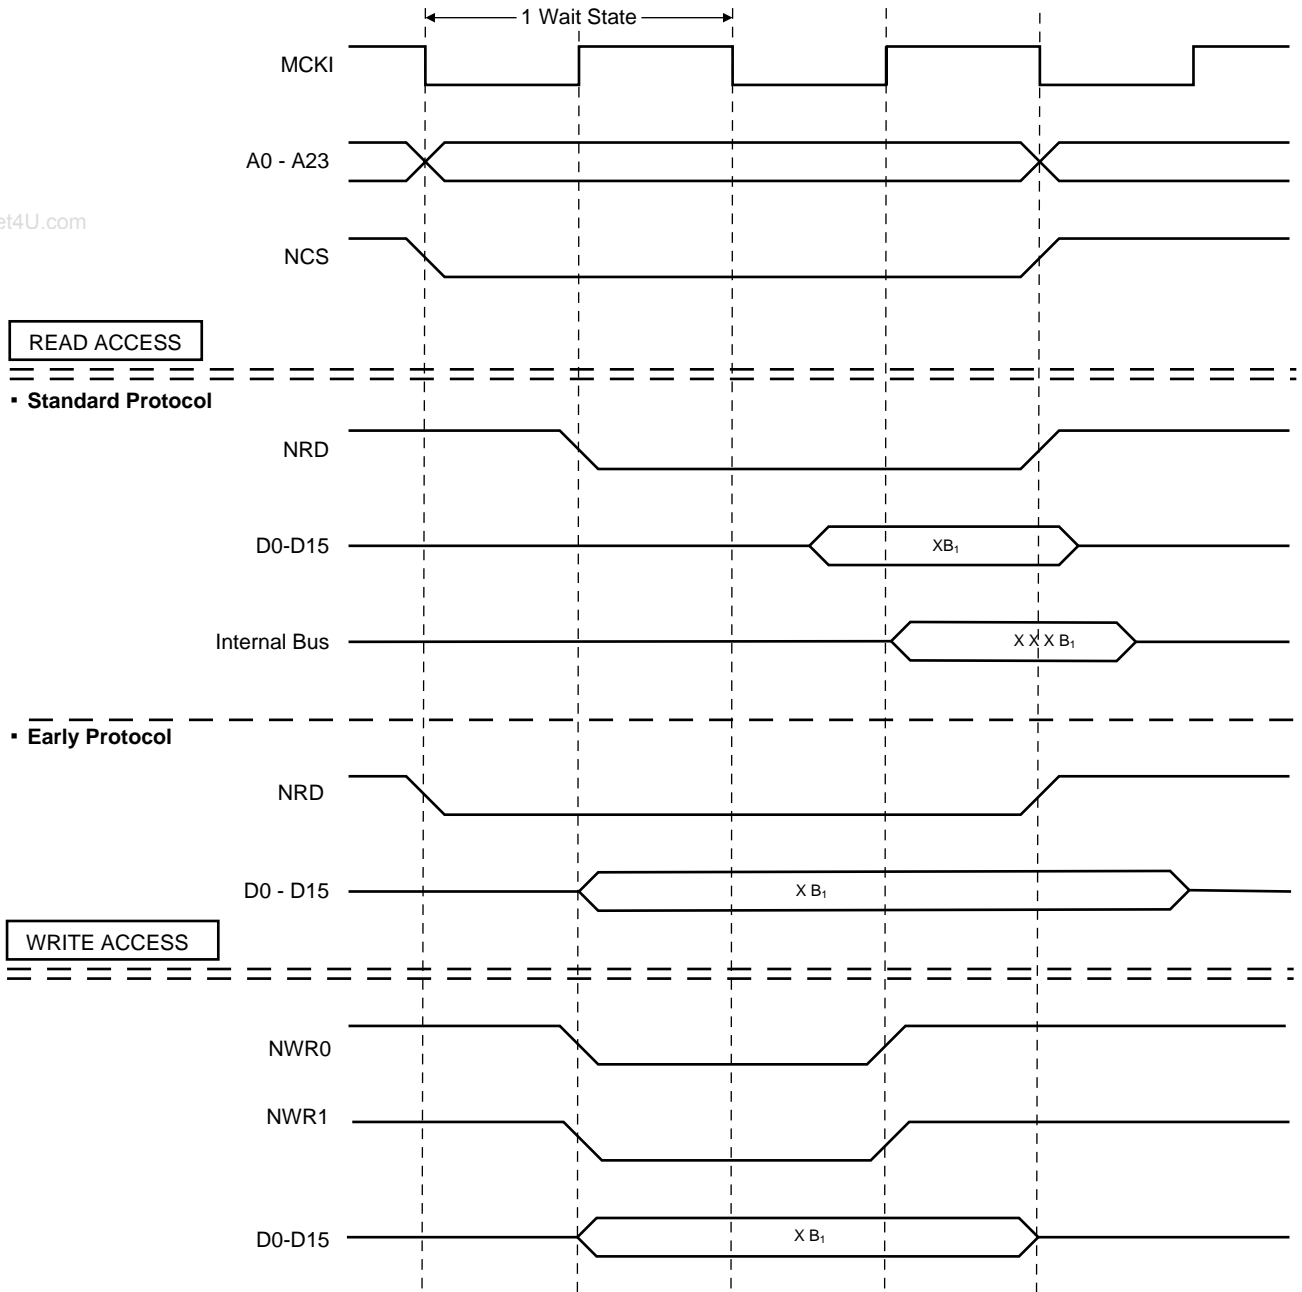 1 Wait State
MCKI
A0 - A23
et4U.com
NCS
READ ACCESS
▪ Standard Protocol
NRD
D0-D15
XB₁
Internal Bus
X X X B₁
▪ Early Protocol
NRD
D0 - D15
X B₁
WRITE ACCESS
NWR0
NWR1
D0-D15
X B₁